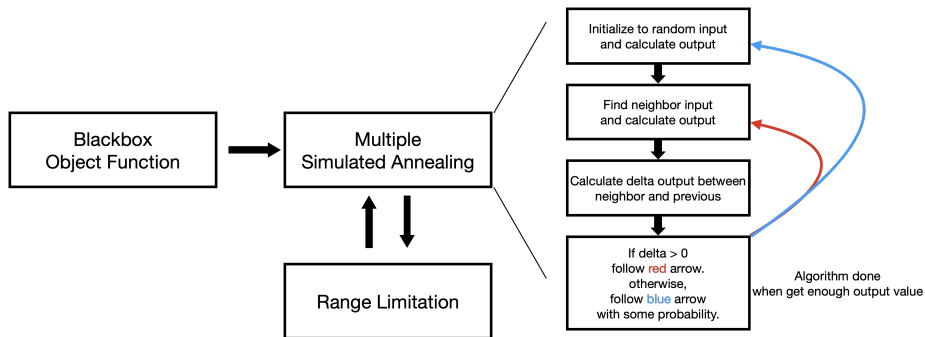 Blackbox
Object Function
Multiple
Simulated Annealing
Range Limitation
Initialize to random input
and calculate output
Find neighbor input
and calculate output
Calculate delta output between
neighbor and previous
If delta > 0
follow red arrow.
otherwise,
follow blue arrow
with some probability.
Algorithm done
when get enough output value